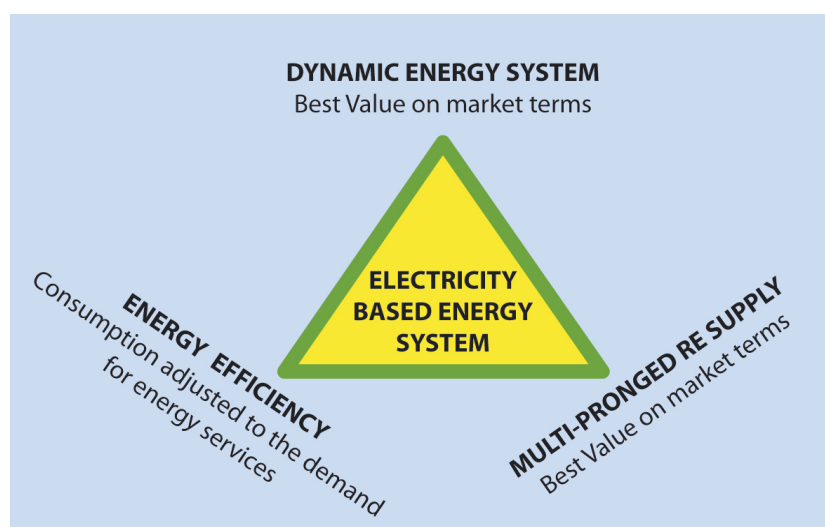 DYNAMIC ENERGY SYSTEM
Best Value on market terms
ELECTRICITY
BASED ENERGY
SYSTEM
ENERGY EFFICIENCY
Consumption adjusted to the demand
for energy services
MULTI-PRONGED RE SUPPLY
Best Value on market terms